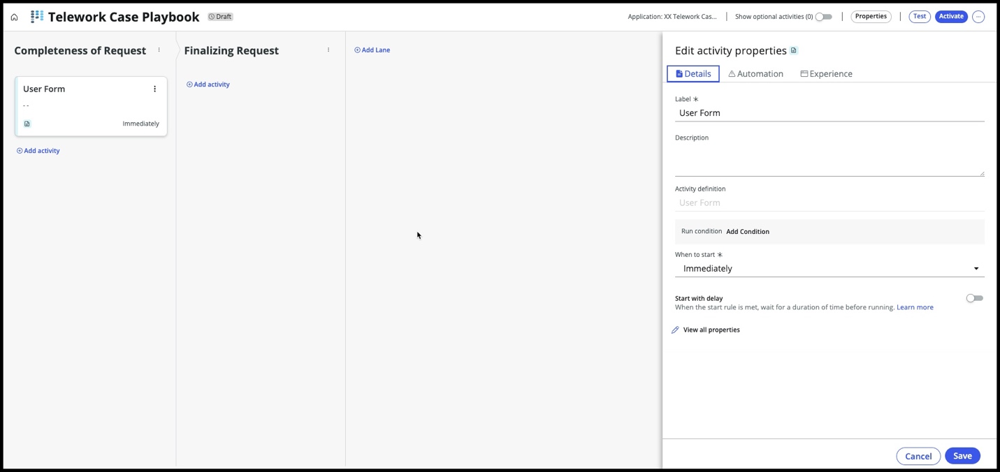 Telework Case Playbook
Draft
Application: XX Telework Cas...
Show optional activities (0)
Properties
Test
Activate
Completeness of Request
Finalizing Request
Add Lane
User Form
--
Immediately
Add activity
Add activity
Edit activity properties
Details
Automation
Experience
Label *
User Form
Description
Activity definition
User Form
Run condition Add Condition
When to start *
Immediately
Start with delay
When the start rule is met, wait for a duration of time before running. Learn more
View all properties
Cancel
Save